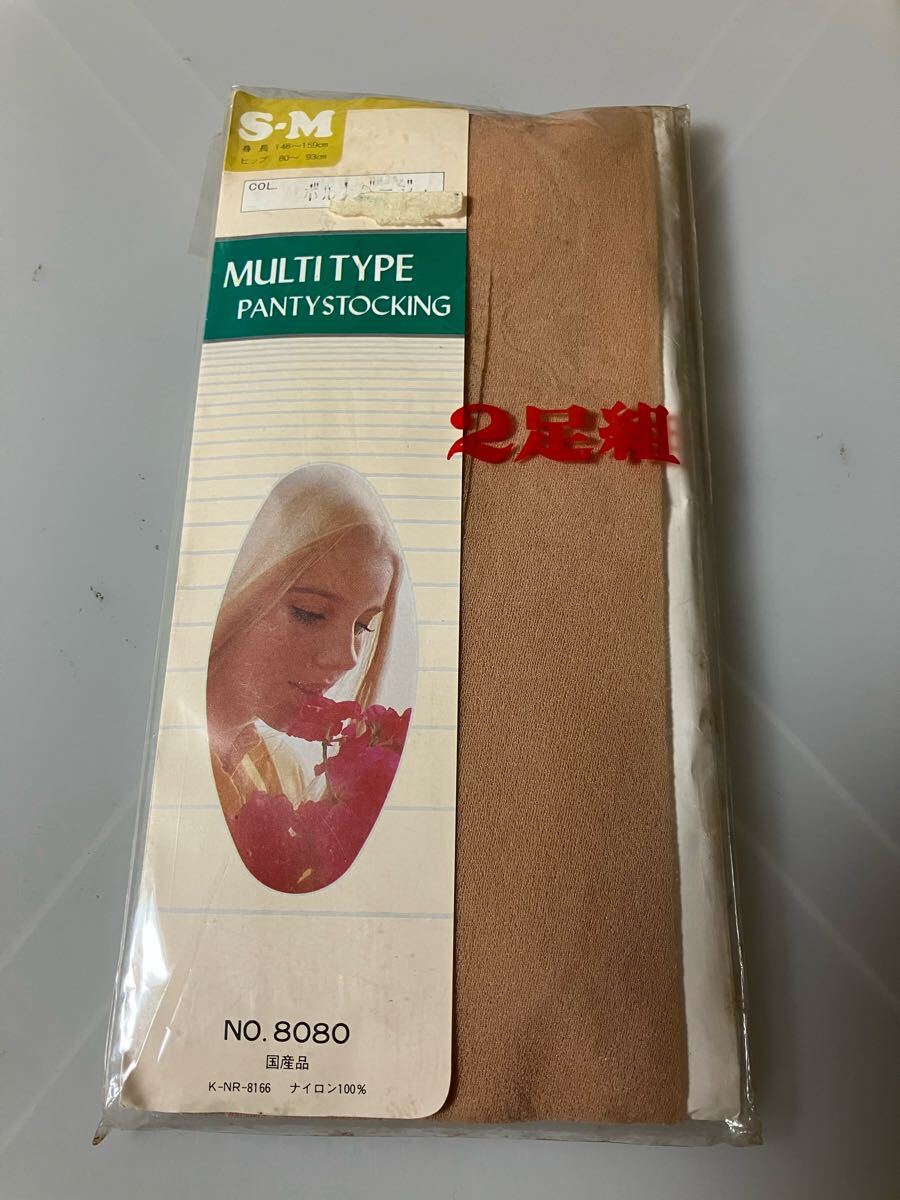 S-M
身長 146〜159cm
ヒップ 80〜 93cm
COL.
MULTI TYPE
PANTYSTOCKING
2足組
NO. 8080
国産品
K-NR-8166 ナイロン100%